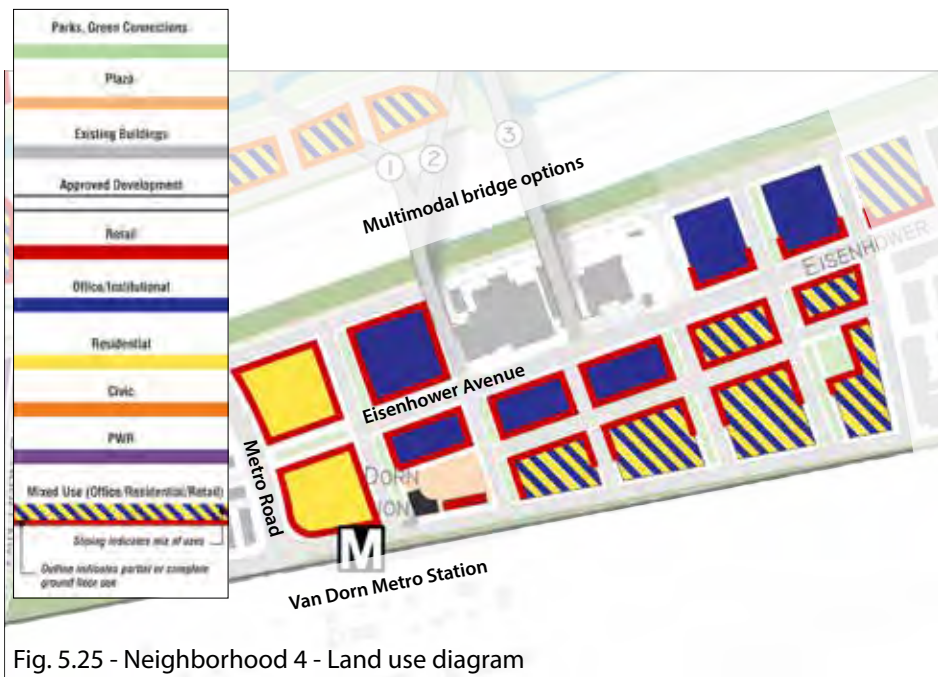 Parks, Green Connections
Plaza
Existing Buildings
Approved Development
Retail
Office/Institutional
Residential
Civic
PWR
Mixed Use (Office/Residential/Retail)
Striping indicates mix of uses
Outline indicates partial or complete
ground floor use
1
2
3
Multimodal bridge options
EISENHOWER
Eisenhower Avenue
Metro Road
DORN
ION
M
Van Dorn Metro Station
Fig. 5.25 - Neighborhood 4 - Land use diagram